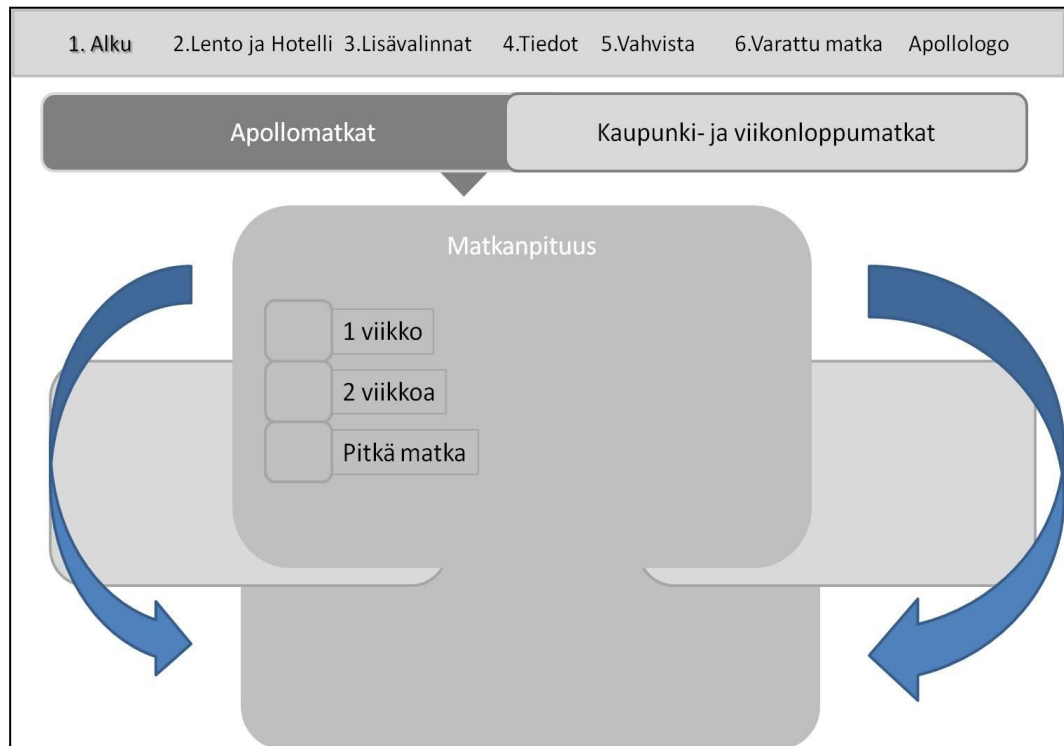 1. Alku 2.Lento ja Hotelli 3.Lisävalinnat 4.Tiedot 5.Vahvista 6.Varattu matka Apollologo
Apollomatkat Kaupunki- ja viikonloppumatkat
Matkanpituus
1 viikko
2 viikkoa
Pitkä matka